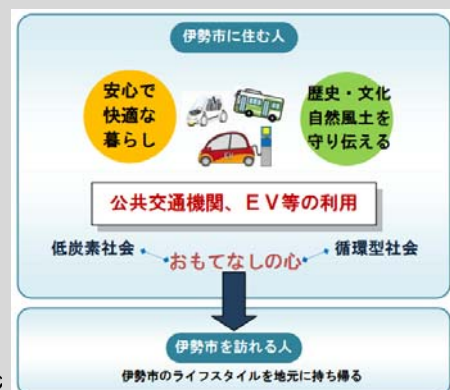 伊勢市に住む人
安心で
快適な
暮らし
歴史・文化
自然風土を
守り伝える
公共交通機関、EV等の利用
低炭素社会
循環型社会
おもてなしの心
伊勢市を訪れる人
伊勢市のライフスタイルを地元に持ち帰る